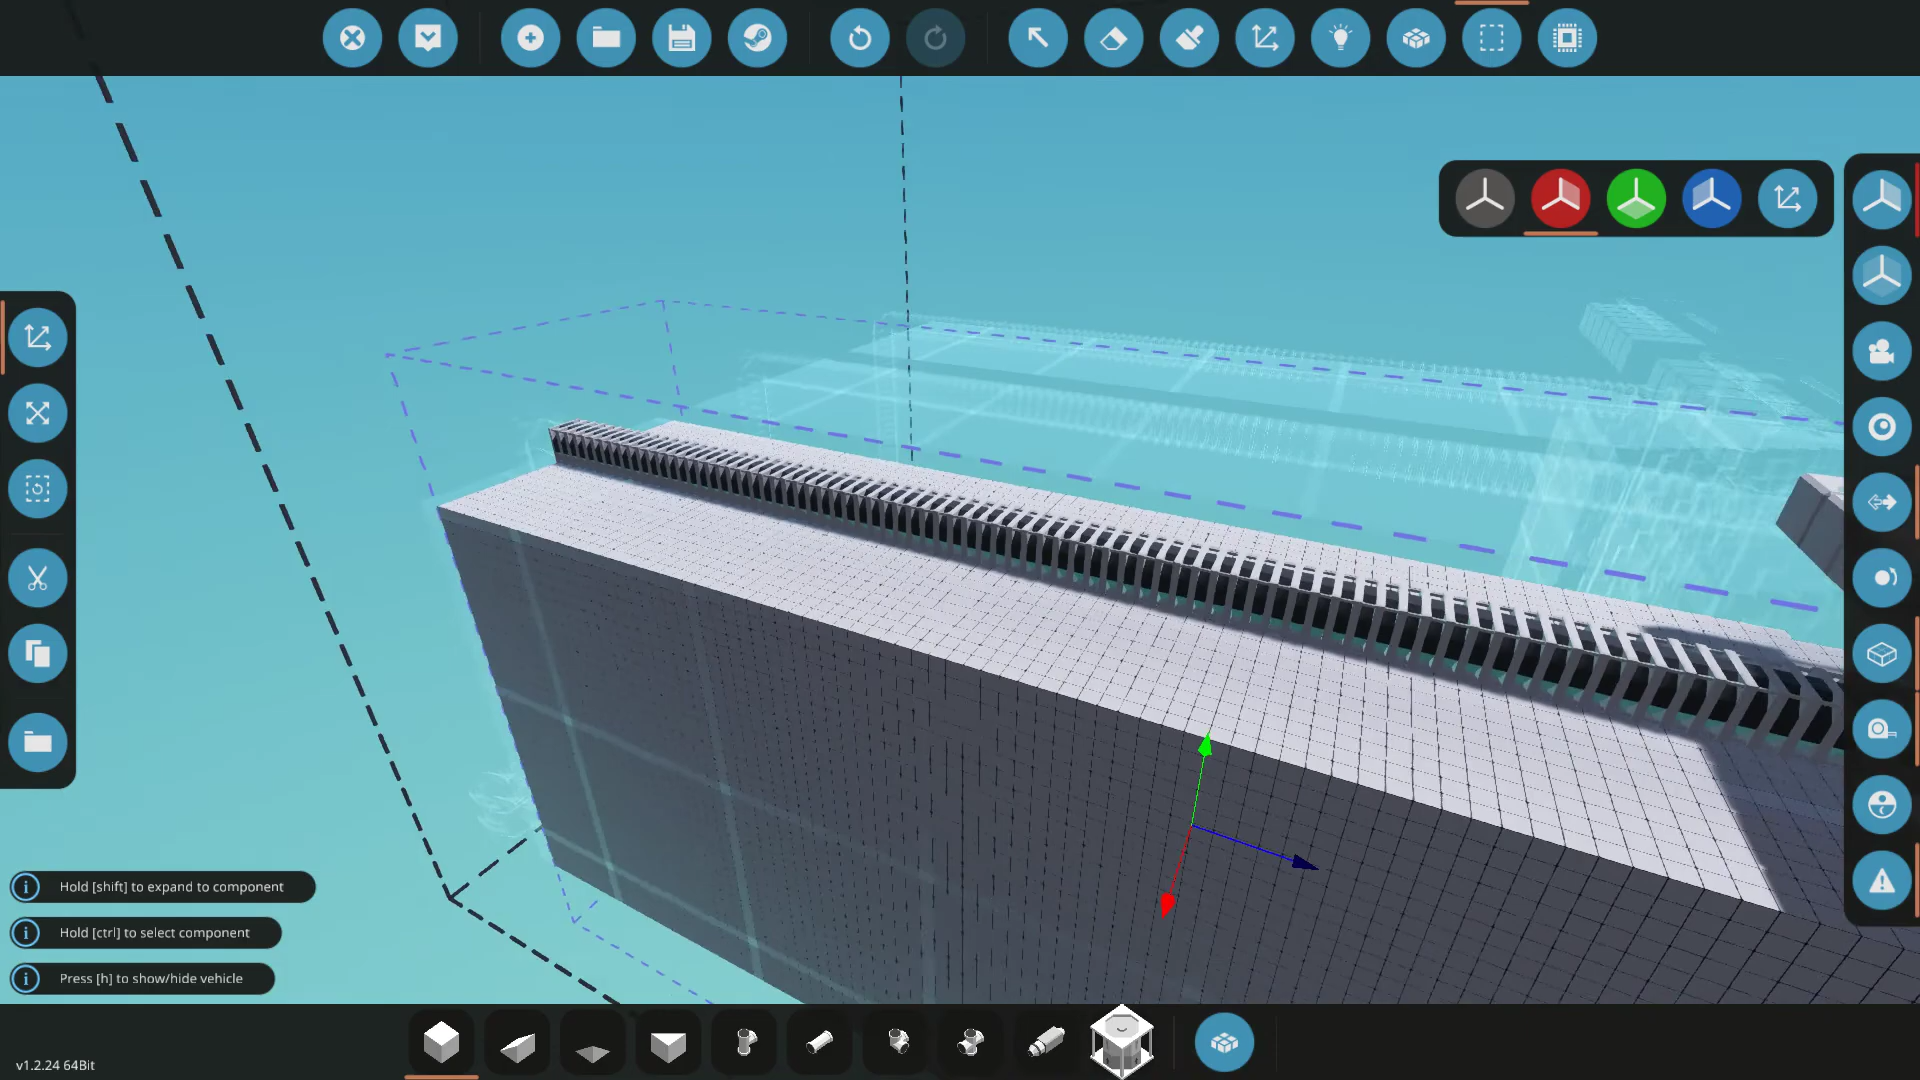 Hold [shift] to expand to component
Hold [ctrl] to select component
Press [h] to show/hide vehicle
v1.2.24 64Bit